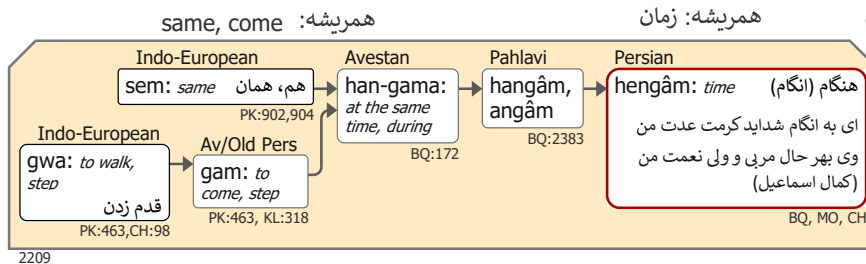 same, come :همریشه
همریشه: زمان
Indo-European
sem: same هم، همان
PK:902,904
Indo-European
gwa: to walk,
step
قدم زدن
PK:463,CH:98
Av/Old Pers
gam: to
come, step
PK:463, KL:318
Avestan
han-gama:
at the same
time, during
BQ:172
Pahlavi
hangâm,
angâm
BQ:2383
Persian
hengâm: time هنگام (انگام)
ای به انگام شداید کرمت عدت من
وی بهر حال مربی و ولی نعمت من
(کمال اسماعیل)
BQ, MO, CH
2209